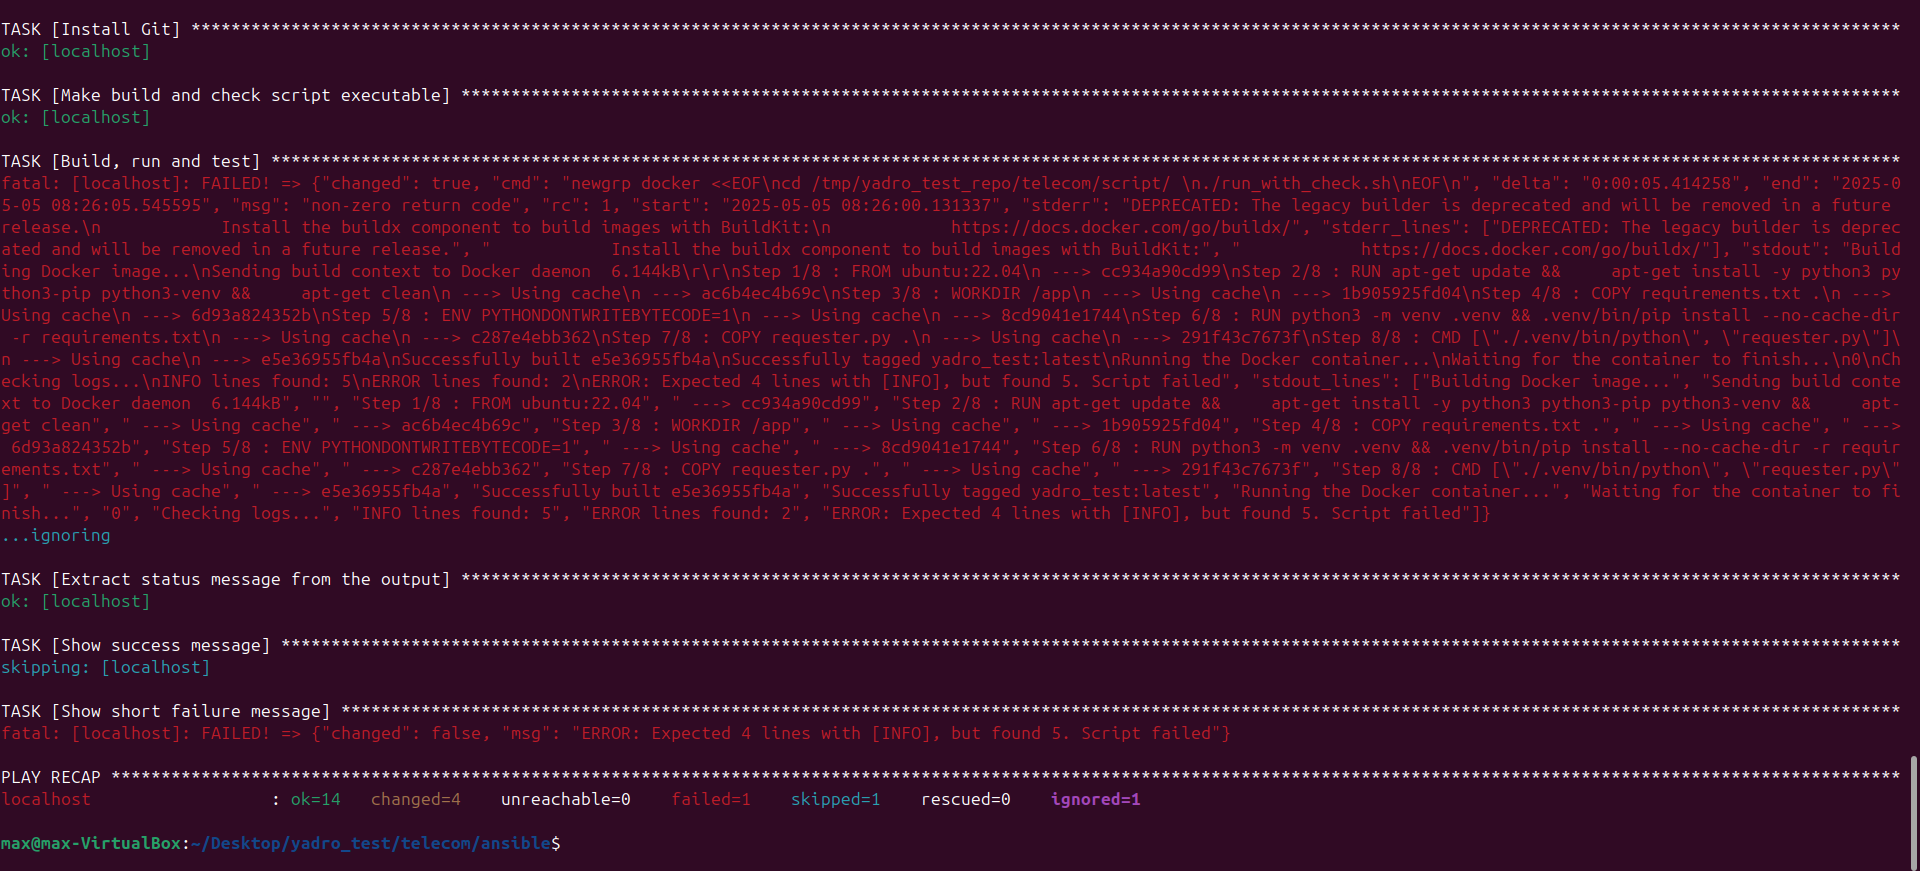 TASK [Install Git] ***************************************************************************************************************************************************************************
ok: [localhost]
TASK [Make build and check script executable] ************************************************************************************************************************************************
ok: [localhost]
TASK [Build, run and test] *******************************************************************************************************************************************************************
fatal: [localhost]: FAILED! => {"changed": true, "cmd": "newgrp docker <<EOF\ncd /tmp/yadro_test_repo/telecom/script/ \n./run_with_check.sh\nEOF\n", "delta": "0:00:05.414258", "end": "2025-0
5-05 08:26:05.545595", "msg": "non-zero return code", "rc": 1, "start": "2025-05-05 08:26:00.131337", "stderr": "DEPRECATED: The legacy builder is deprecated and will be removed in a future
release.\n            Install the buildx component to build images with BuildKit:\n            https://docs.docker.com/go/buildx/", "stderr_lines": ["DEPRECATED: The legacy builder is deprec
ated and will be removed in a future release.", "            Install the buildx component to build images with BuildKit:", "            https://docs.docker.com/go/buildx/"], "stdout": "Build
ing Docker image...\nSending build context to Docker daemon  6.144kB\r\r\nStep 1/8 : FROM ubuntu:22.04\n ---> cc934a90cd99\nStep 2/8 : RUN apt-get update &&     apt-get install -y python3 py
thon3-pip python3-venv &&     apt-get clean\n ---> Using cache\n ---> ac6b4ec4b69c\nStep 3/8 : WORKDIR /app\n ---> Using cache\n ---> 1b905925fd04\nStep 4/8 : COPY requirements.txt .\n --->
Using cache\n ---> 6d93a824352b\nStep 5/8 : ENV PYTHONDONTWRITEBYTECODE=1\n ---> Using cache\n ---> 8cd9041e1744\nStep 6/8 : RUN python3 -m venv .venv && .venv/bin/pip install --no-cache-dir
 -r requirements.txt\n ---> Using cache\n ---> c287e4ebb362\nStep 7/8 : COPY requester.py .\n ---> Using cache\n ---> 291f43c7673f\nStep 8/8 : CMD [\"./.venv/bin/python\", \"requester.py\"]\
n ---> Using cache\n ---> e5e36955fb4a\nSuccessfully built e5e36955fb4a\nSuccessfully tagged yadro_test:latest\nRunning the Docker container...\nWaiting for the container to finish...\n0\nCh
ecking logs...\nINFO lines found: 5\nERROR lines found: 2\nERROR: Expected 4 lines with [INFO], but found 5. Script failed", "stdout_lines": ["Building Docker image...", "Sending build conte
xt to Docker daemon  6.144kB", "", "Step 1/8 : FROM ubuntu:22.04", " ---> cc934a90cd99", "Step 2/8 : RUN apt-get update &&     apt-get install -y python3 python3-pip python3-venv &&     apt-
get clean", " ---> Using cache", " ---> ac6b4ec4b69c", "Step 3/8 : WORKDIR /app", " ---> Using cache", " ---> 1b905925fd04", "Step 4/8 : COPY requirements.txt .", " ---> Using cache", " --->
 6d93a824352b", "Step 5/8 : ENV PYTHONDONTWRITEBYTECODE=1", " ---> Using cache", " ---> 8cd9041e1744", "Step 6/8 : RUN python3 -m venv .venv && .venv/bin/pip install --no-cache-dir -r requir
ements.txt", " ---> Using cache", " ---> c287e4ebb362", "Step 7/8 : COPY requester.py .", " ---> Using cache", " ---> 291f43c7673f", "Step 8/8 : CMD [\"./.venv/bin/python\", \"requester.py\"
]", " ---> Using cache", " ---> e5e36955fb4a", "Successfully built e5e36955fb4a", "Successfully tagged yadro_test:latest", "Running the Docker container...", "Waiting for the container to fi
nish...", "0", "Checking logs...", "INFO lines found: 5", "ERROR lines found: 2", "ERROR: Expected 4 lines with [INFO], but found 5. Script failed"]}
...ignoring
TASK [Extract status message from the output] ************************************************************************************************************************************************
ok: [localhost]
TASK [Show success message] ******************************************************************************************************************************************************************
skipping: [localhost]
TASK [Show short failure message] ************************************************************************************************************************************************************
fatal: [localhost]: FAILED! => {"changed": false, "msg": "ERROR: Expected 4 lines with [INFO], but found 5. Script failed"}
PLAY RECAP ***********************************************************************************************************************************************************************************
localhost                  : ok=14   changed=4    unreachable=0    failed=1    skipped=1    rescued=0    ignored=1
max@max-VirtualBox:~/Desktop/yadro_test/telecom/ansible$